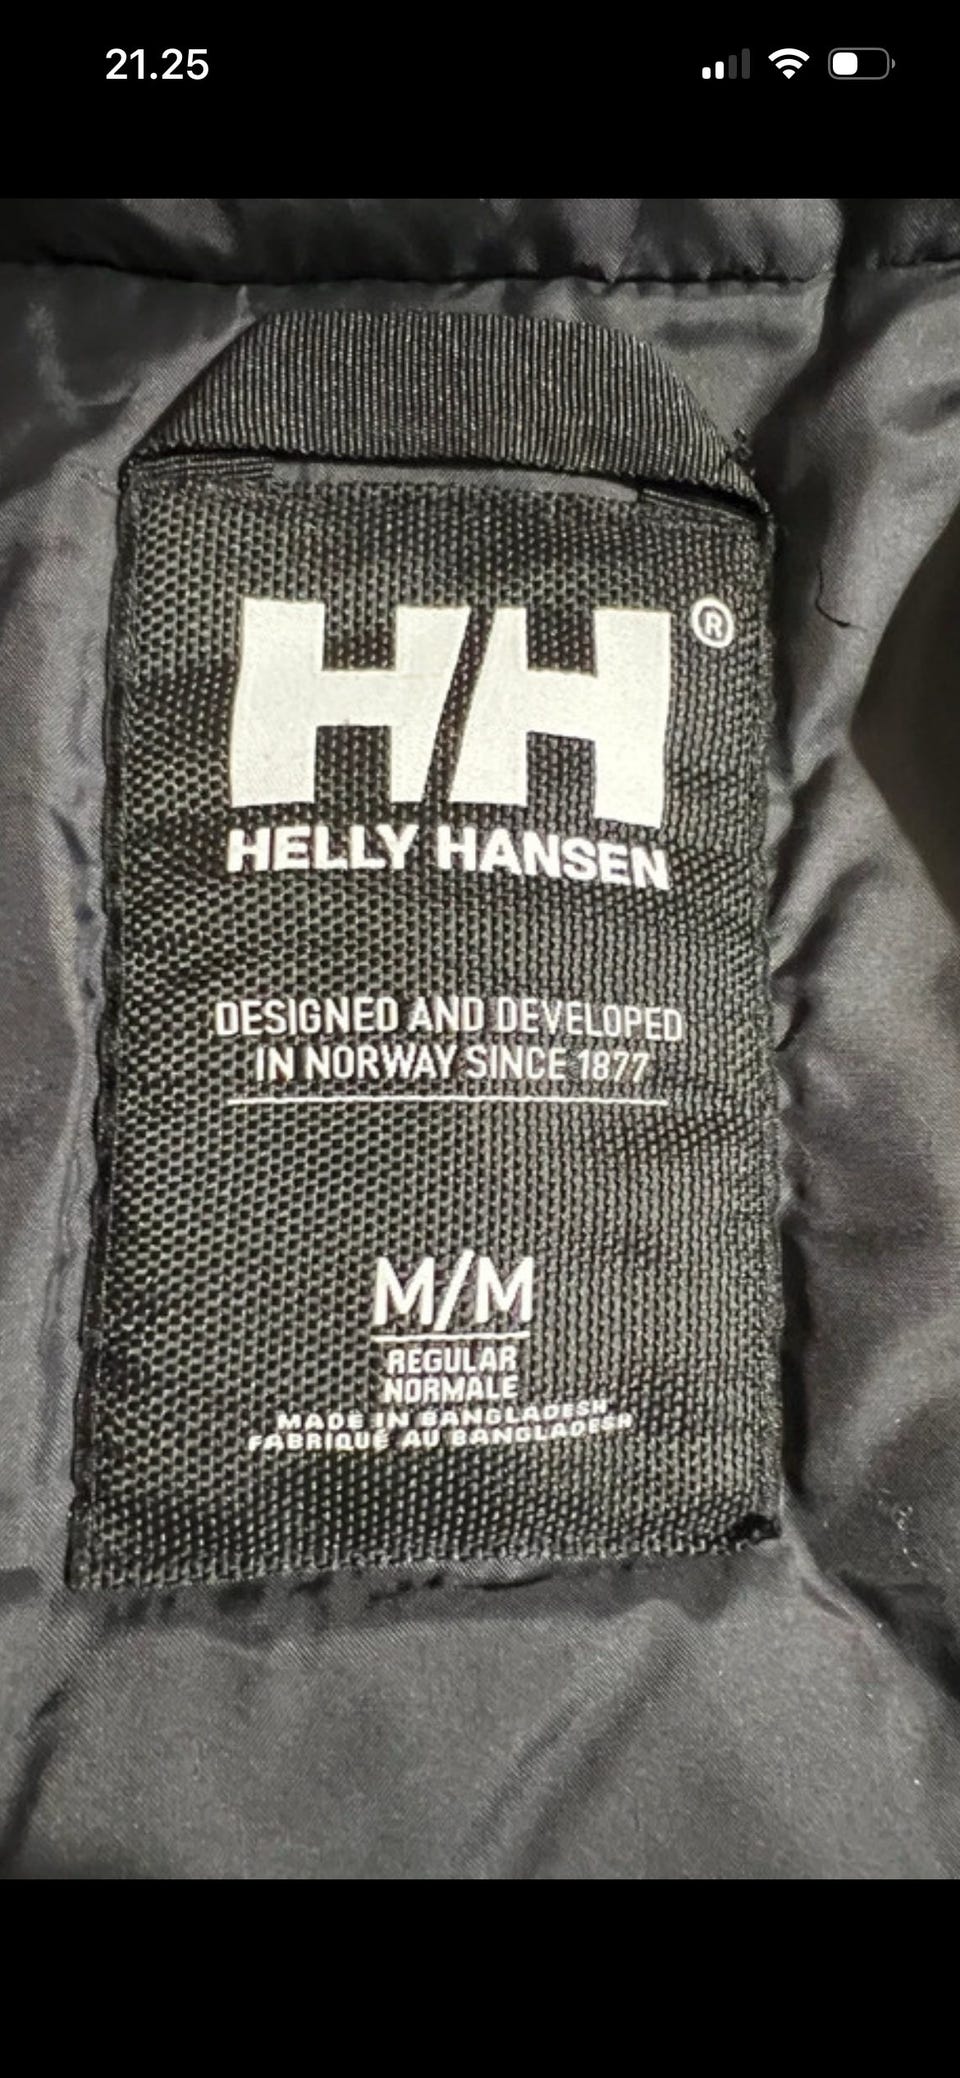 21.25
HH®
HELLY HANSEN
DESIGNED AND DEVELOPED
IN NORWAY SINCE 1877
M/M
REGULAR
NORMALE
MADE IN BANGLADESH
FABRIQUÉ AU BANGLADESH